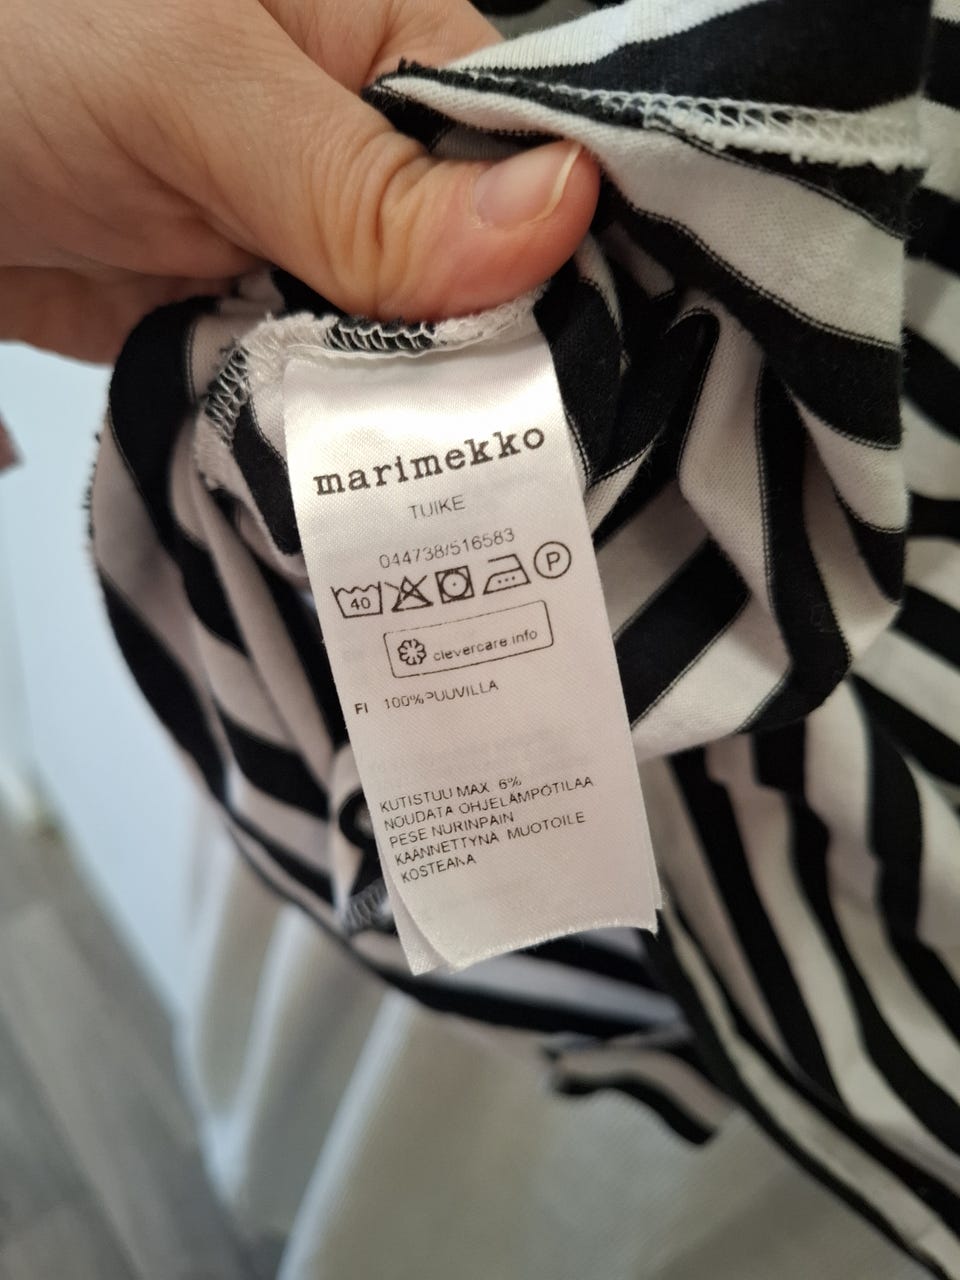 marimekko
TUIKE
044738/516583
40 P
clevercare.info
FI 100% PUUVILLA
KUTISTUU MAX 6%
NOUDATA OHJELÄMPÖTILAA
PESE NURINPÄIN
KÄÄNNETTYNÄ MUOTOILE
KOSTEANA